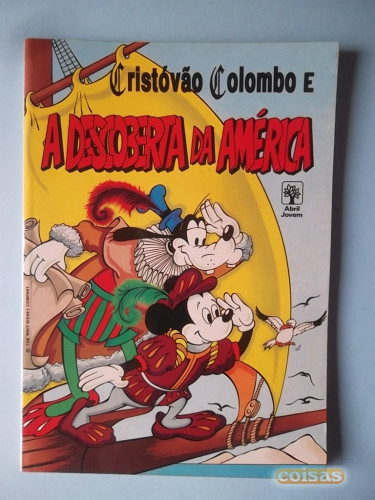 Cristóvão Colombo E
A DESCOBERTA DA AMÉRICA
Abril
Jovem
coisas